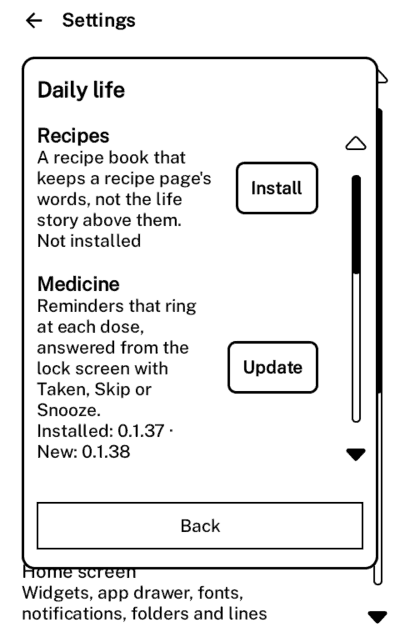 Settings
Daily life
Recipes
A recipe book that
keeps a recipe page's
words, not the life
story above them.
Not installed
Install
Medicine
Reminders that ring
at each dose,
answered from the
lock screen with
Taken, Skip or
Snooze.
Installed: 0.1.37 ·
New: 0.1.38
Update
Back
Home screen
Widgets, app drawer, fonts,
notifications, folders and lines